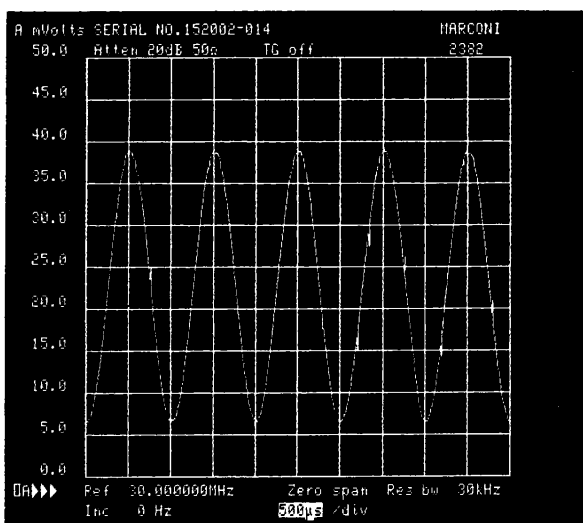 A mVolts SERIAL NO.152002-014 MARCONI
50.0 Atten 20dB 50Ω TG off 2382
45.0
40.0
35.0
30.0
25.0
20.0
15.0
10.0
5.0
0.0
Ref 30.000000MHz Zero span Res bw 30kHz
Inc 0 Hz 500µs /div